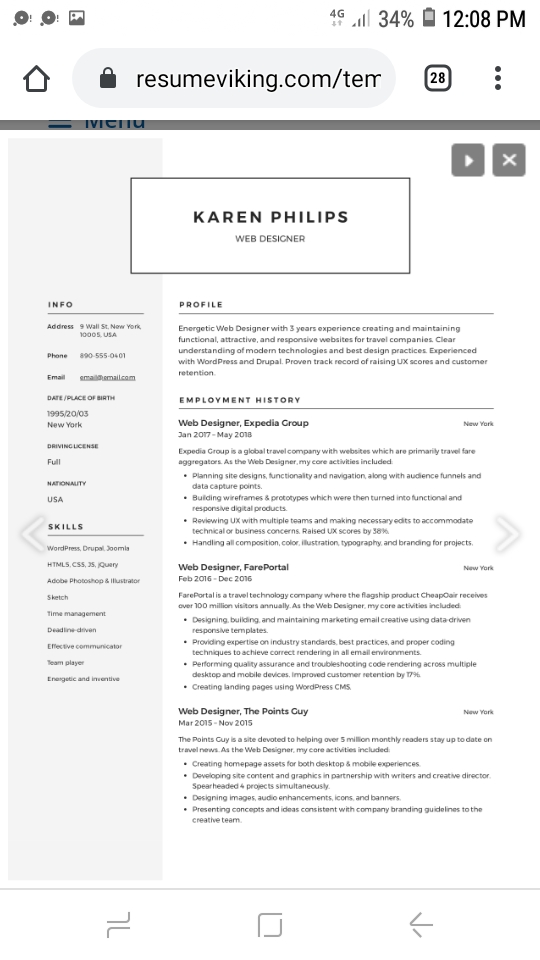 4G 34% 12:08 PM
resumeviking.com/tem
28
Menu
KAREN PHILIPS
WEB DESIGNER
INFO
Address 9 Wall St, New York,
10005, USA
Phone 890-555-0401
Email email@email.com
DATE / PLACE OF BIRTH
1995/20/03
New York
DRIVING LICENSE
Full
NATIONALITY
USA
SKILLS
WordPress, Drupal, Joomla
HTML5, CSS, JS, jQuery
Adobe Photoshop & Illustrator
Sketch
Time management
Deadline-driven
Effective communicator
Team player
Energetic and inventive
PROFILE
Energetic Web Designer with 3 years experience creating and maintaining
functional, attractive, and responsive websites for travel companies. Clear
understanding of modern technologies and best design practices. Experienced
with WordPress and Drupal. Proven track record of raising UX scores and customer
retention.
EMPLOYMENT HISTORY
Web Designer, Expedia Group New York
Jan 2017 - May 2018
Expedia Group is a global travel company with websites which are primarily travel fare
aggregators. As the Web Designer, my core activities included:
• Planning site designs, functionality and navigation, along with audience funnels and
data capture points.
• Building wireframes & prototypes which were then turned into functional and
responsive digital products.
• Reviewing UX with multiple teams and making necessary edits to accommodate
technical or business concerns. Raised UX scores by 38%.
• Handling all composition, color, illustration, typography, and branding for projects.
Web Designer, FarePortal New York
Feb 2016 - Dec 2016
FarePortal is a travel technology company where the flagship product CheapOair receives
over 100 million visitors annually. As the Web Designer, my core activities included:
• Designing, building, and maintaining marketing email creative using data-driven
responsive templates.
• Providing expertise on industry standards, best practices, and proper coding
techniques to achieve correct rendering in all email environments.
• Performing quality assurance and troubleshooting code rendering across multiple
desktop and mobile devices. Improved customer retention by 17%.
• Creating landing pages using WordPress CMS.
Web Designer, The Points Guy New York
Mar 2015 - Nov 2015
The Points Guy is a site devoted to helping over 5 million monthly readers stay up to date on
travel news. As the Web Designer, my core activities included:
• Creating homepage assets for both desktop & mobile experiences.
• Developing site content and graphics in partnership with writers and creative director.
Spearheaded 4 projects simultaneously.
• Designing images, audio enhancements, icons, and banners.
• Presenting concepts and ideas consistent with company branding guidelines to the
creative team.